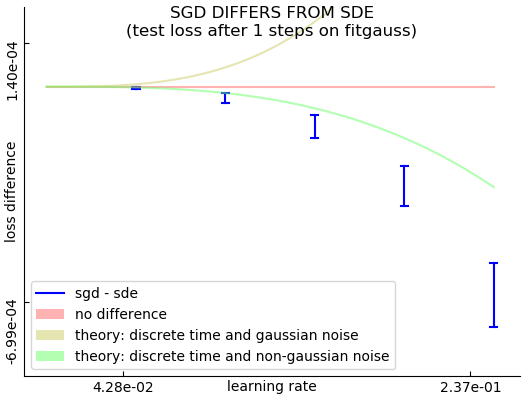 SGD DIFFERS FROM SDE
(test loss after 1 steps on fitgauss)
1.40e-04
loss difference
-6.99e-04
sgd - sde
no difference
theory: discrete time and gaussian noise
theory: discrete time and non-gaussian noise
4.28e-02
learning rate
2.37e-01